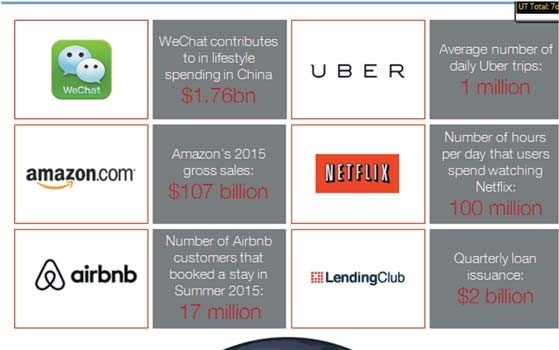 UT Total: 7d
WeChat
WeChat contributes
to in lifestyle
spending in China
$1.76bn
UBER
Average number of
daily Uber trips:
1 million
amazon.com
Amazon's 2015
gross sales:
$107 billion
NETFLIX
Number of hours
per day that users
spend watching
Netflix:
100 million
airbnb
Number of Airbnb
customers that
booked a stay in
Summer 2015:
17 million
LendingClub
Quarterly loan
issuance:
$2 billion